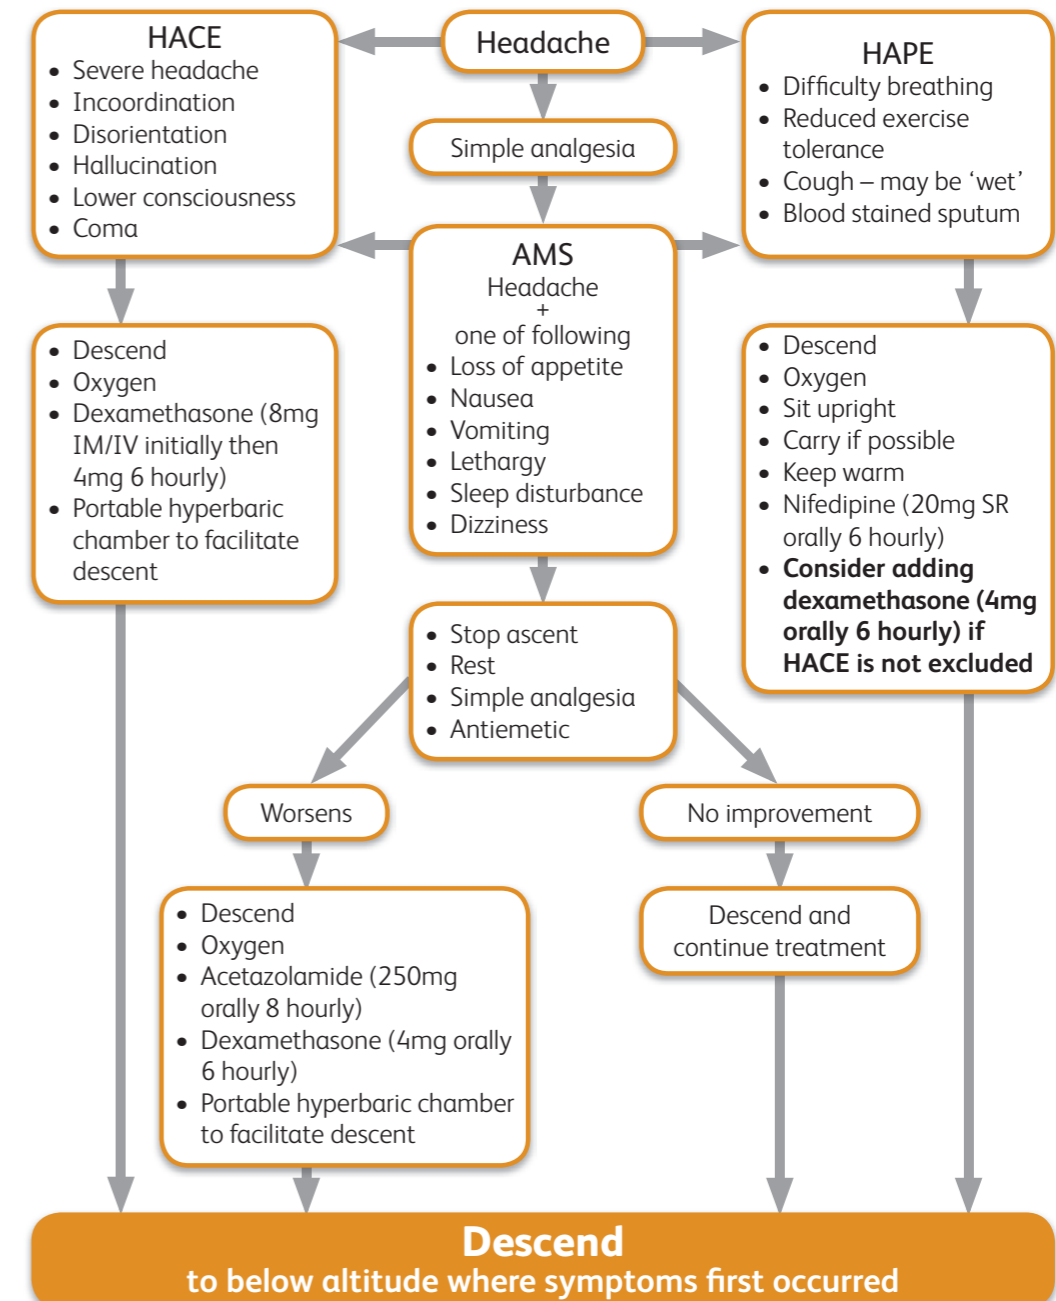 Headache
HACE
• Severe headache
• Incoordination
• Disorientation
• Hallucination
• Lower consciousness
• Coma
Simple analgesia
HAPE
• Difficulty breathing
• Reduced exercise
tolerance
• Cough – may be ‘wet’
• Blood stained sputum
AMS
Headache
+
one of following
• Loss of appetite
• Nausea
• Vomiting
• Lethargy
• Sleep disturbance
• Dizziness
• Descend
• Oxygen
• Dexamethasone (8mg
IM/IV initially then
4mg 6 hourly)
• Portable hyperbaric
chamber to facilitate
descent
• Descend
• Oxygen
• Sit upright
• Carry if possible
• Keep warm
• Nifedipine (20mg SR
orally 6 hourly)
• Consider adding
dexamethasone (4mg
orally 6 hourly) if
HACE is not excluded
• Stop ascent
• Rest
• Simple analgesia
• Antiemetic
Worsens
No improvement
• Descend
• Oxygen
• Acetazolamide (250mg
orally 8 hourly)
• Dexamethasone (4mg orally
6 hourly)
• Portable hyperbaric chamber
to facilitate descent
Descend and
continue treatment
Descend
to below altitude where symptoms first occurred